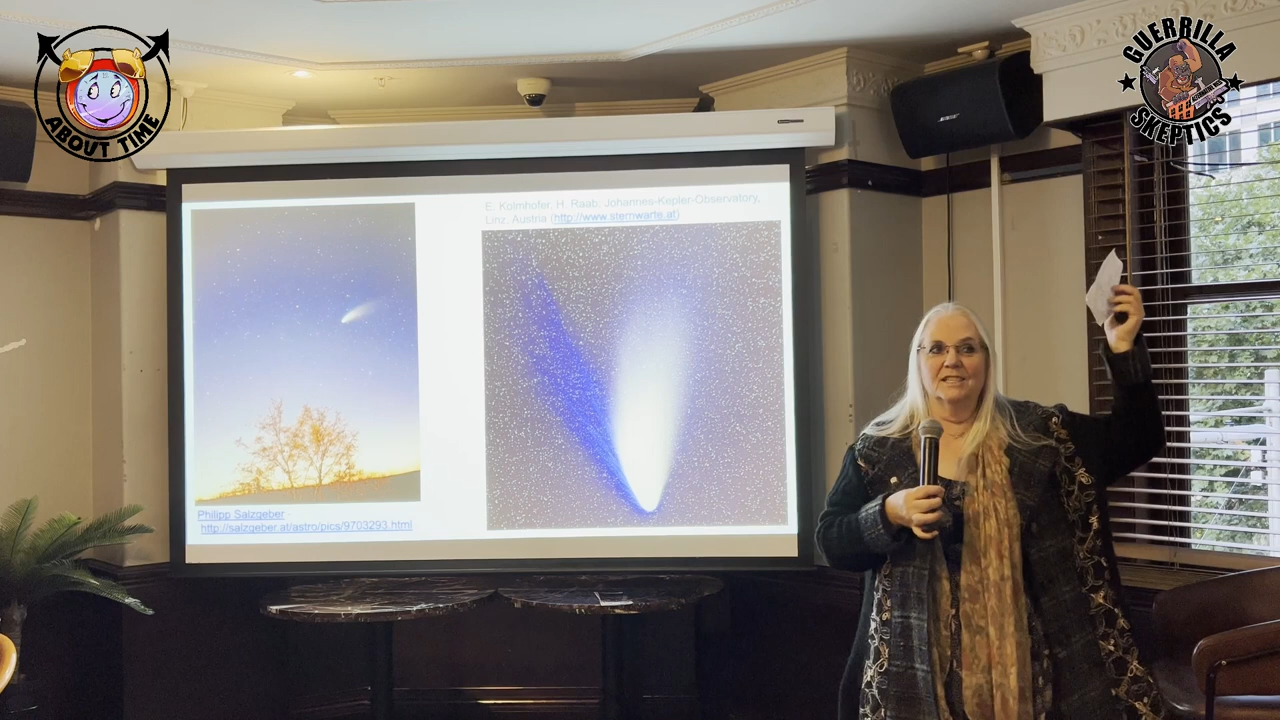 ABOUT TIME
GUERRILLA
SKEPTICS
BOSE
E. Kolmhofer, H. Raab; Johannes-Kepler-Observatory,
Linz, Austria (http://www.sternwarte.at)
Philipp Salzgeber -
http://salzgeber.at/astro/pics/9703293.html